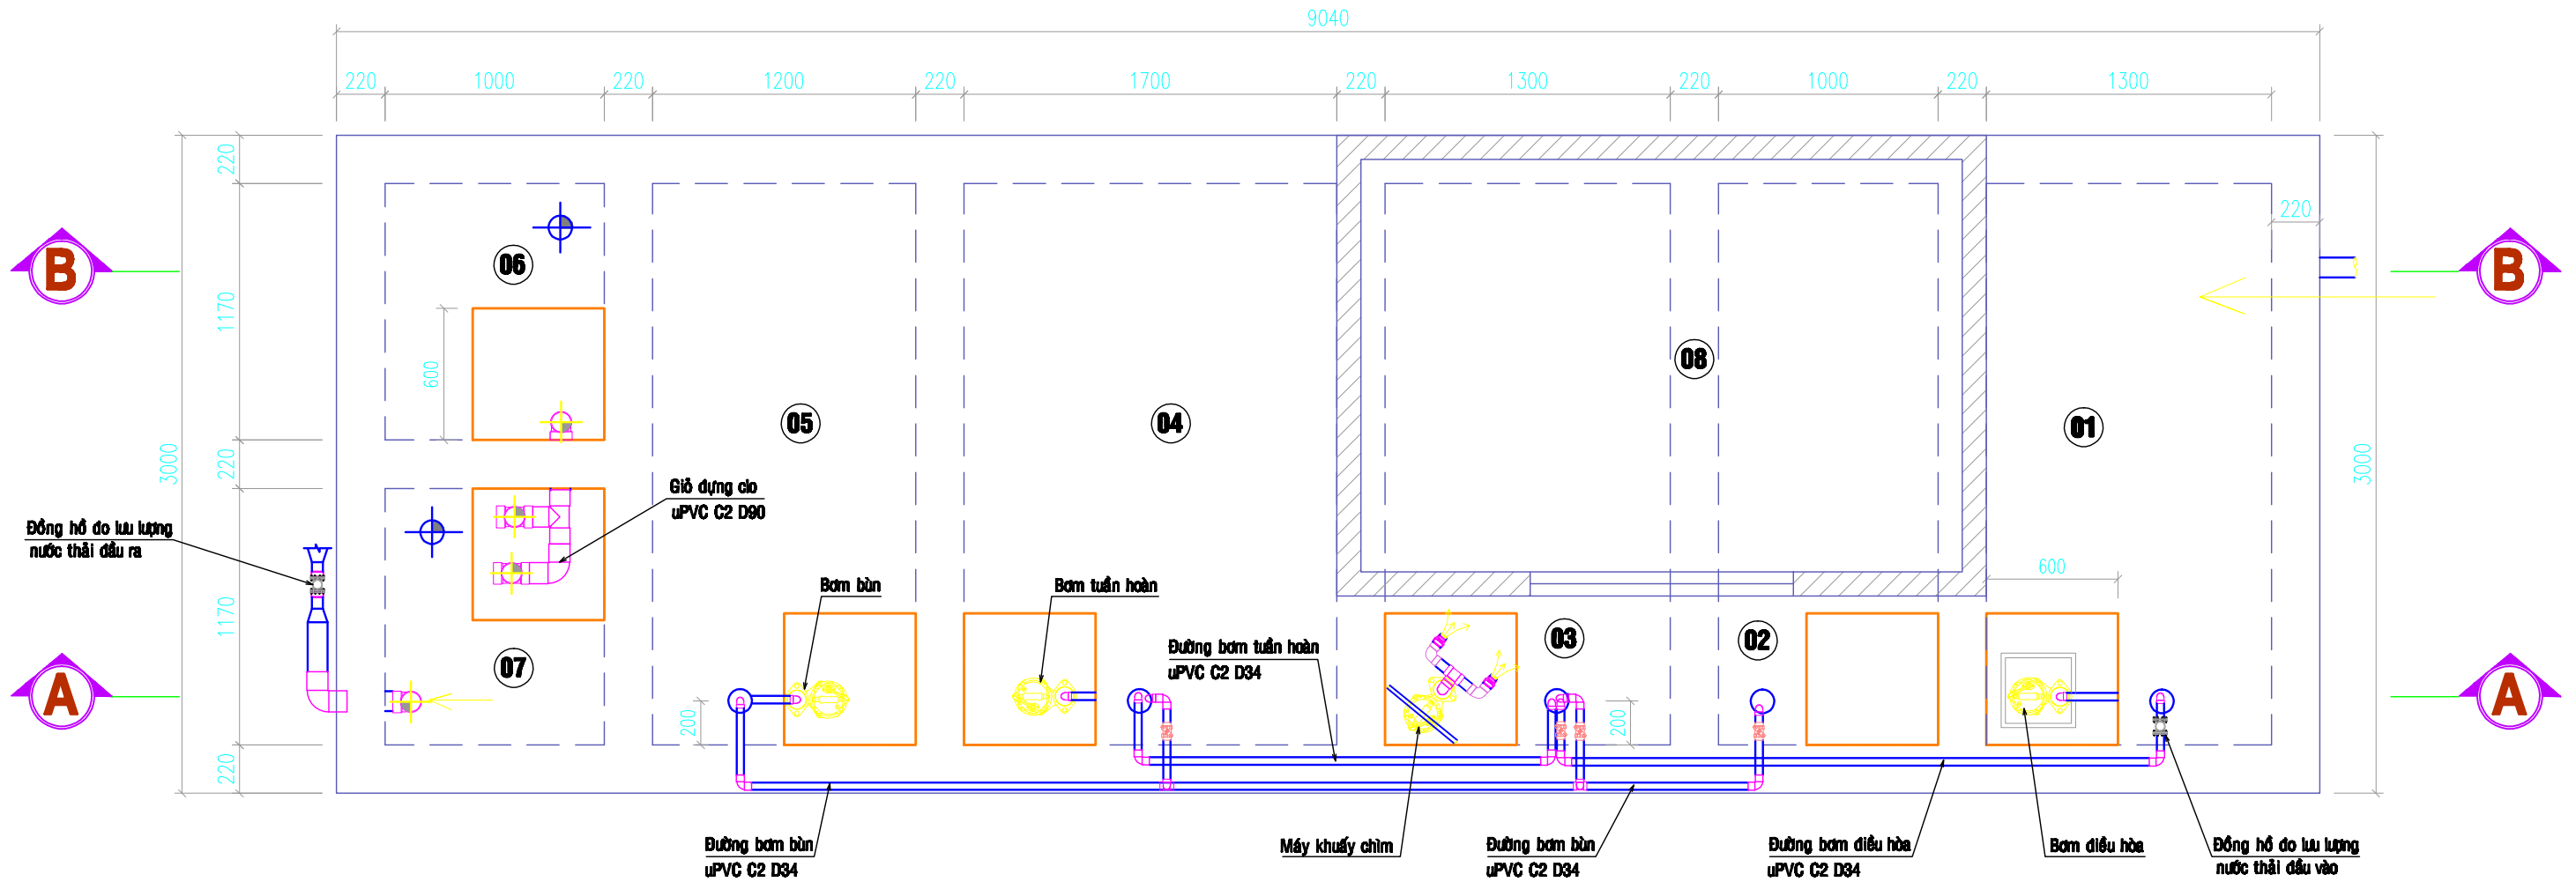 9040
220 1000 220 1200 220 1700 220 1300 220 1000 220 1300
220
220
B
B
06
1170
600
08
05
04
01
3000
220
3000
Giỏ đựng clo
uPVC C2 D90
Đồng hồ đo lưu lượng
nước thải đầu ra
600
Bơm bùn
Bơm tuần hoàn
1170
03
02
Đường bơm tuần hoàn
uPVC C2 D34
07
A
A
200
200
220
Đường bơm bùn
uPVC C2 D34
Máy khuấy chìm
Đường bơm bùn
uPVC C2 D34
Đường bơm điều hòa
uPVC C2 D34
Bơm điều hòa
Đồng hồ đo lưu lượng
nước thải đầu vào